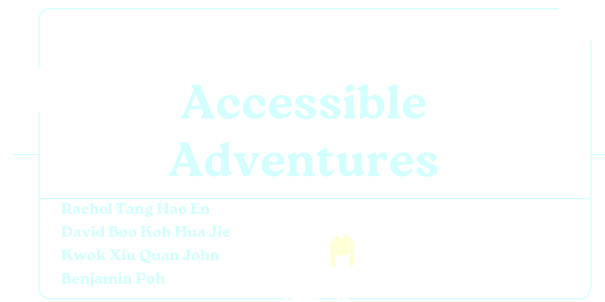 Accessible
Adventures
Rachel Tang Hao En
David Boo Koh Hua Jie
Kwok Xiu Quan John
Benjamin Poh